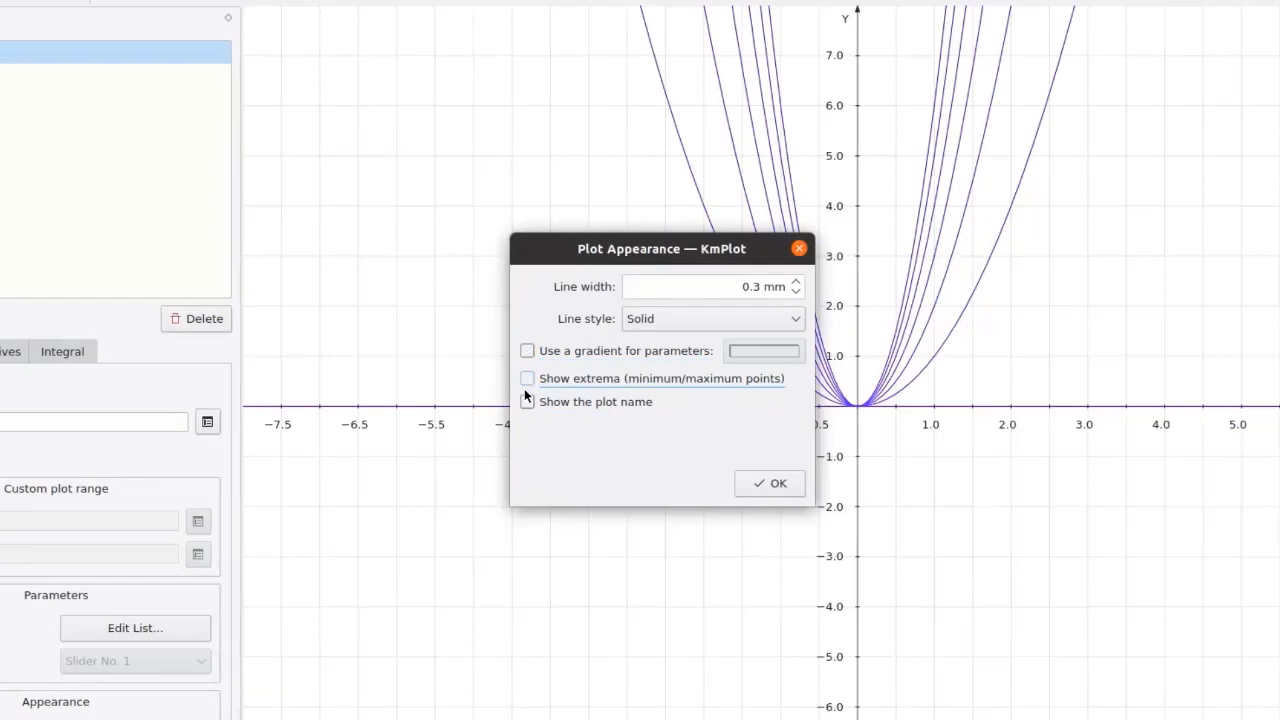 Y
7.0
6.0
5.0
4.0
3.0
2.0
1.0
−7.5
−6.5
−5.5
−4
0.5
1.0
2.0
3.0
4.0
5.0
−1.0
−2.0
−3.0
−4.0
−5.0
−6.0
Plot Appearance — KmPlot
Line width:
0.3 mm
Line style:
Solid
Use a gradient for parameters:
Show extrema (minimum/maximum points)
Show the plot name
OK
Delete
ives
Integral
Custom plot range
Parameters
Edit List...
Slider No. 1
Appearance